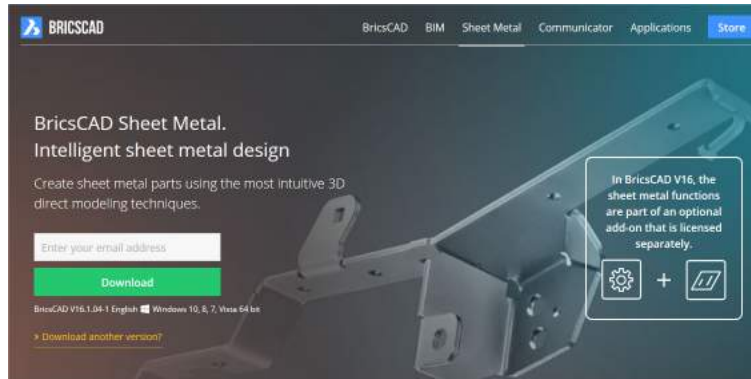 BRICSCAD
BricsCAD BIM Sheet Metal Communicator Applications Store
BricsCAD Sheet Metal.
Intelligent sheet metal design
Create sheet metal parts using the most intuitive 3D
direct modeling techniques.
Enter your email address
Download
BricsCAD V16.1.04-1 English Windows 10, 8, 7, Vista 64 bit
> Download another version?
In BricsCAD V16, the
sheet metal functions
are part of an optional
add-on that is licensed
separately.
+